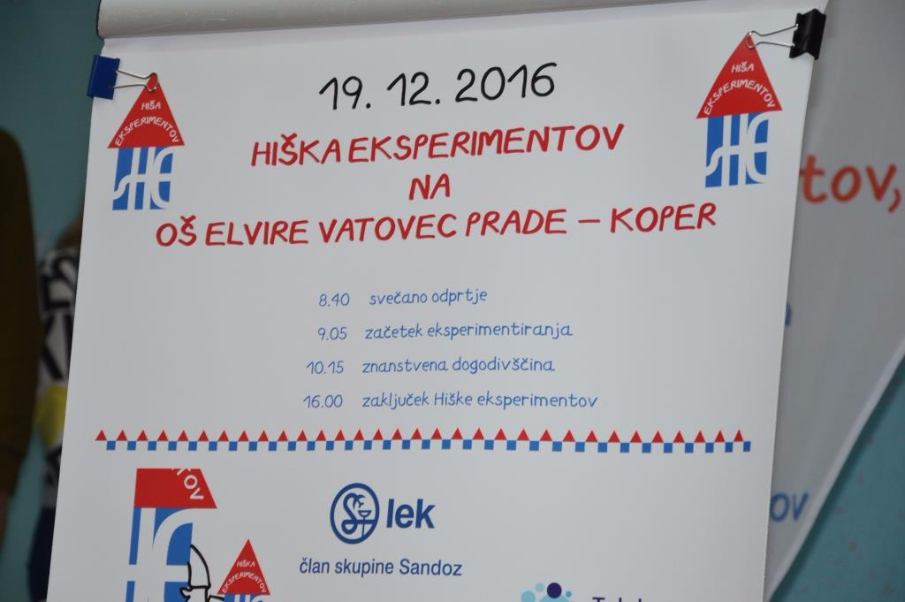 HIŠA
EKSPERIMENTOV
HIŠA
EKSPERIMENTOV
19. 12. 2016
HIŠKA EKSPERIMENTOV
NA
OŠ ELVIRE VATOVEC PRADE – KOPER
8.40 svečano odprtje
9.05 začetek eksperimentiranja
10.15 znanstvena dogodivščina
16.00 zaključek Hiške eksperimentov
lek
član skupine Sandoz
HIŠKA
EKSPERIMENTOV
tov,
ov